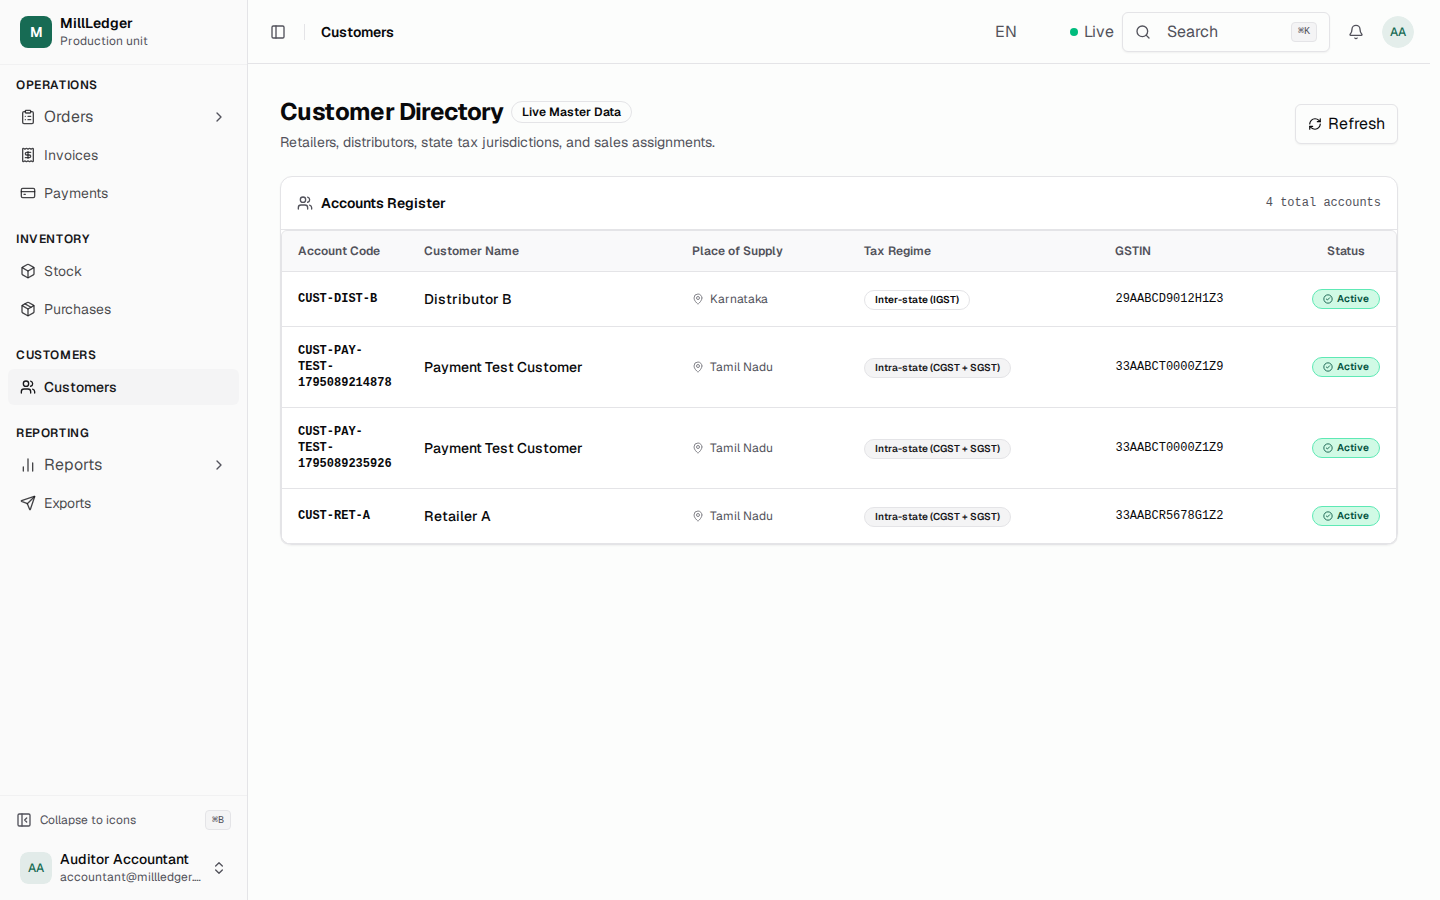 M
MillLedger
Production unit
OPERATIONS
Orders
Invoices
Payments
INVENTORY
Stock
Purchases
CUSTOMERS
Customers
REPORTING
Reports
Exports
Collapse to icons
⌘B
AA
Auditor Accountant
accountant@millledger....
Customers
EN
Live
Search
⌘K
AA
Customer Directory
Live Master Data
Retailers, distributors, state tax jurisdictions, and sales assignments.
Refresh
Accounts Register
4 total accounts
Account Code Customer Name Place of Supply Tax Regime GSTIN Status
CUST-DIST-B Distributor B Karnataka Inter-state (IGST) 29AABCD9012H1Z3 Active
CUST-PAY-
TEST-
1795089214878
Payment Test Customer Tamil Nadu Intra-state (CGST + SGST) 33AABCT0000Z1Z9 Active
CUST-PAY-
TEST-
1795089235926
Payment Test Customer Tamil Nadu Intra-state (CGST + SGST) 33AABCT0000Z1Z9 Active
CUST-RET-A Retailer A Tamil Nadu Intra-state (CGST + SGST) 33AABCR5678G1Z2 Active